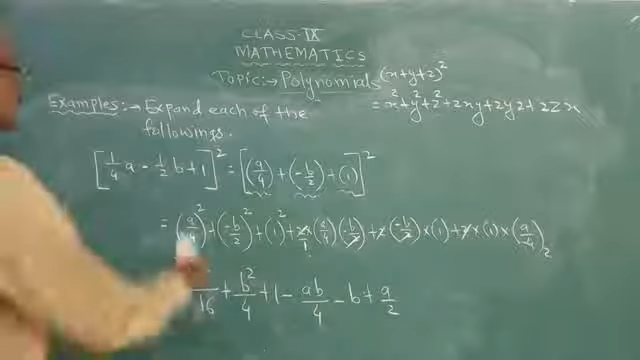 CLASS-IX
MATHEMATICS
Topic:→ Polynomials
(x+y+z)²
= x²+y²+z²+2xy+2yz+2zx
Examples:→ Expand each of the
followings.
[1/4 a - 1/2 b + 1]² = [(a/4) + (-b/2) + (1)]²
= (a/4)² + (-b/2)² + (1)² + 2×(a/4)(-b/2) + 2×(-b/2)×(1) + 2×(1)×(a/4)
16 + b²/4 + 1 - ab/4 - b + a/2